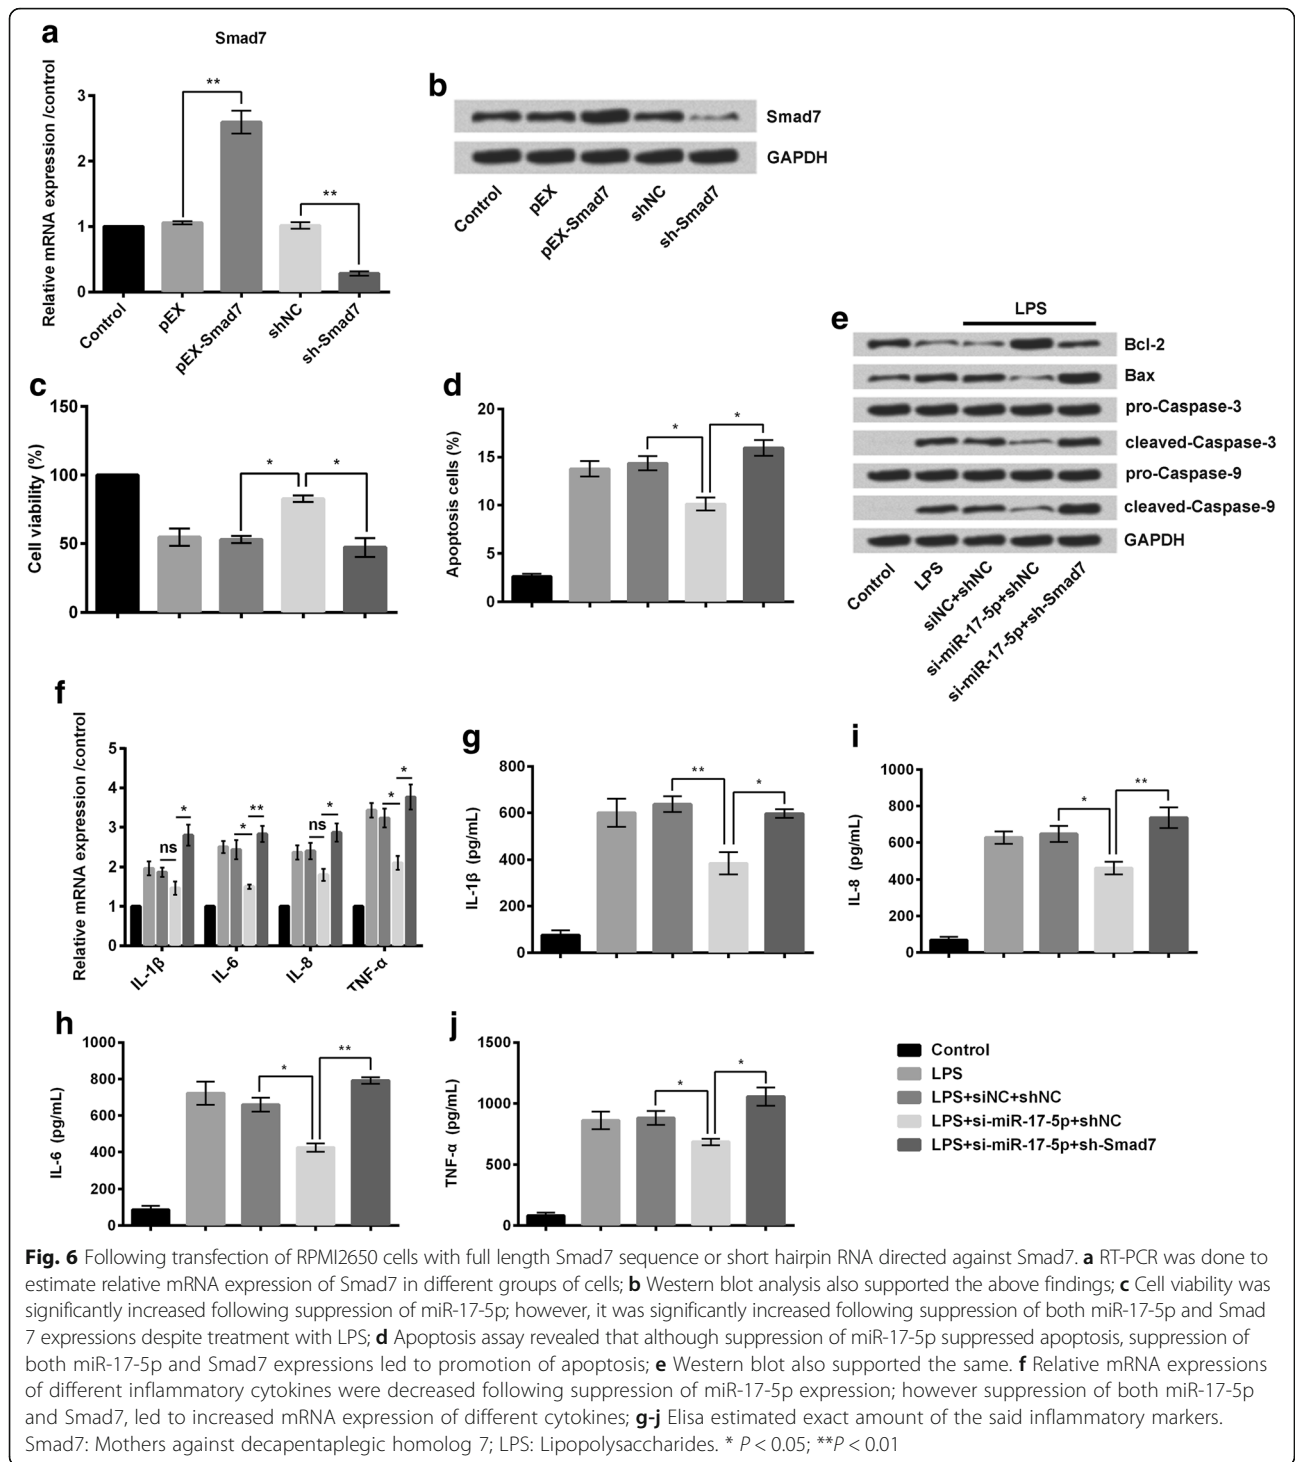 a
Smad7
Relative mRNA expression /control
3
2
1
0
**
**
Control
pEX
pEX-Smad7
shNC
sh-Smad7
b
Smad7
GAPDH
Control
pEX
pEX-Smad7
shNC
sh-Smad7
c
Cell viability (%)
150
100
50
0
*
*
d
Apoptosis cells (%)
20
15
10
5
0
*
*
e
LPS
Bcl-2
Bax
pro-Caspase-3
cleaved-Caspase-3
pro-Caspase-9
cleaved-Caspase-9
GAPDH
Control
LPS
siNC+shNC
si-miR-17-5p+shNC
si-miR-17-5p+sh-Smad7
f
Relative mRNA expression /control
5
4
3
2
1
0
ns
*
*
**
ns
*
*
*
IL-1β
IL-6
IL-8
TNF-α
g
IL-1β (pg/mL)
800
600
400
200
0
**
*
i
IL-8 (pg/mL)
1000
800
600
400
200
0
*
**
h
IL-6 (pg/mL)
1000
800
600
400
200
0
*
**
j
TNF-α (pg/mL)
1500
1000
500
0
*
*
Control
LPS
LPS+siNC+shNC
LPS+si-miR-17-5p+shNC
LPS+si-miR-17-5p+sh-Smad7
Fig. 6 Following transfection of RPMI2650 cells with full length Smad7 sequence or short hairpin RNA directed against Smad7. a RT-PCR was done to
estimate relative mRNA expression of Smad7 in different groups of cells; b Western blot analysis also supported the above findings; c Cell viability was
significantly increased following suppression of miR-17-5p; however, it was significantly increased following suppression of both miR-17-5p and Smad
7 expressions despite treatment with LPS; d Apoptosis assay revealed that although suppression of miR-17-5p suppressed apoptosis, suppression of
both miR-17-5p and Smad7 expressions led to promotion of apoptosis; e Western blot also supported the same. f Relative mRNA expressions
of different inflammatory cytokines were decreased following suppression of miR-17-5p expression; however suppression of both miR-17-5p
and Smad7, led to increased mRNA expression of different cytokines; g-j Elisa estimated exact amount of the said inflammatory markers.
Smad7: Mothers against decapentaplegic homolog 7; LPS: Lipopolysaccharides. * P < 0.05; **P < 0.01